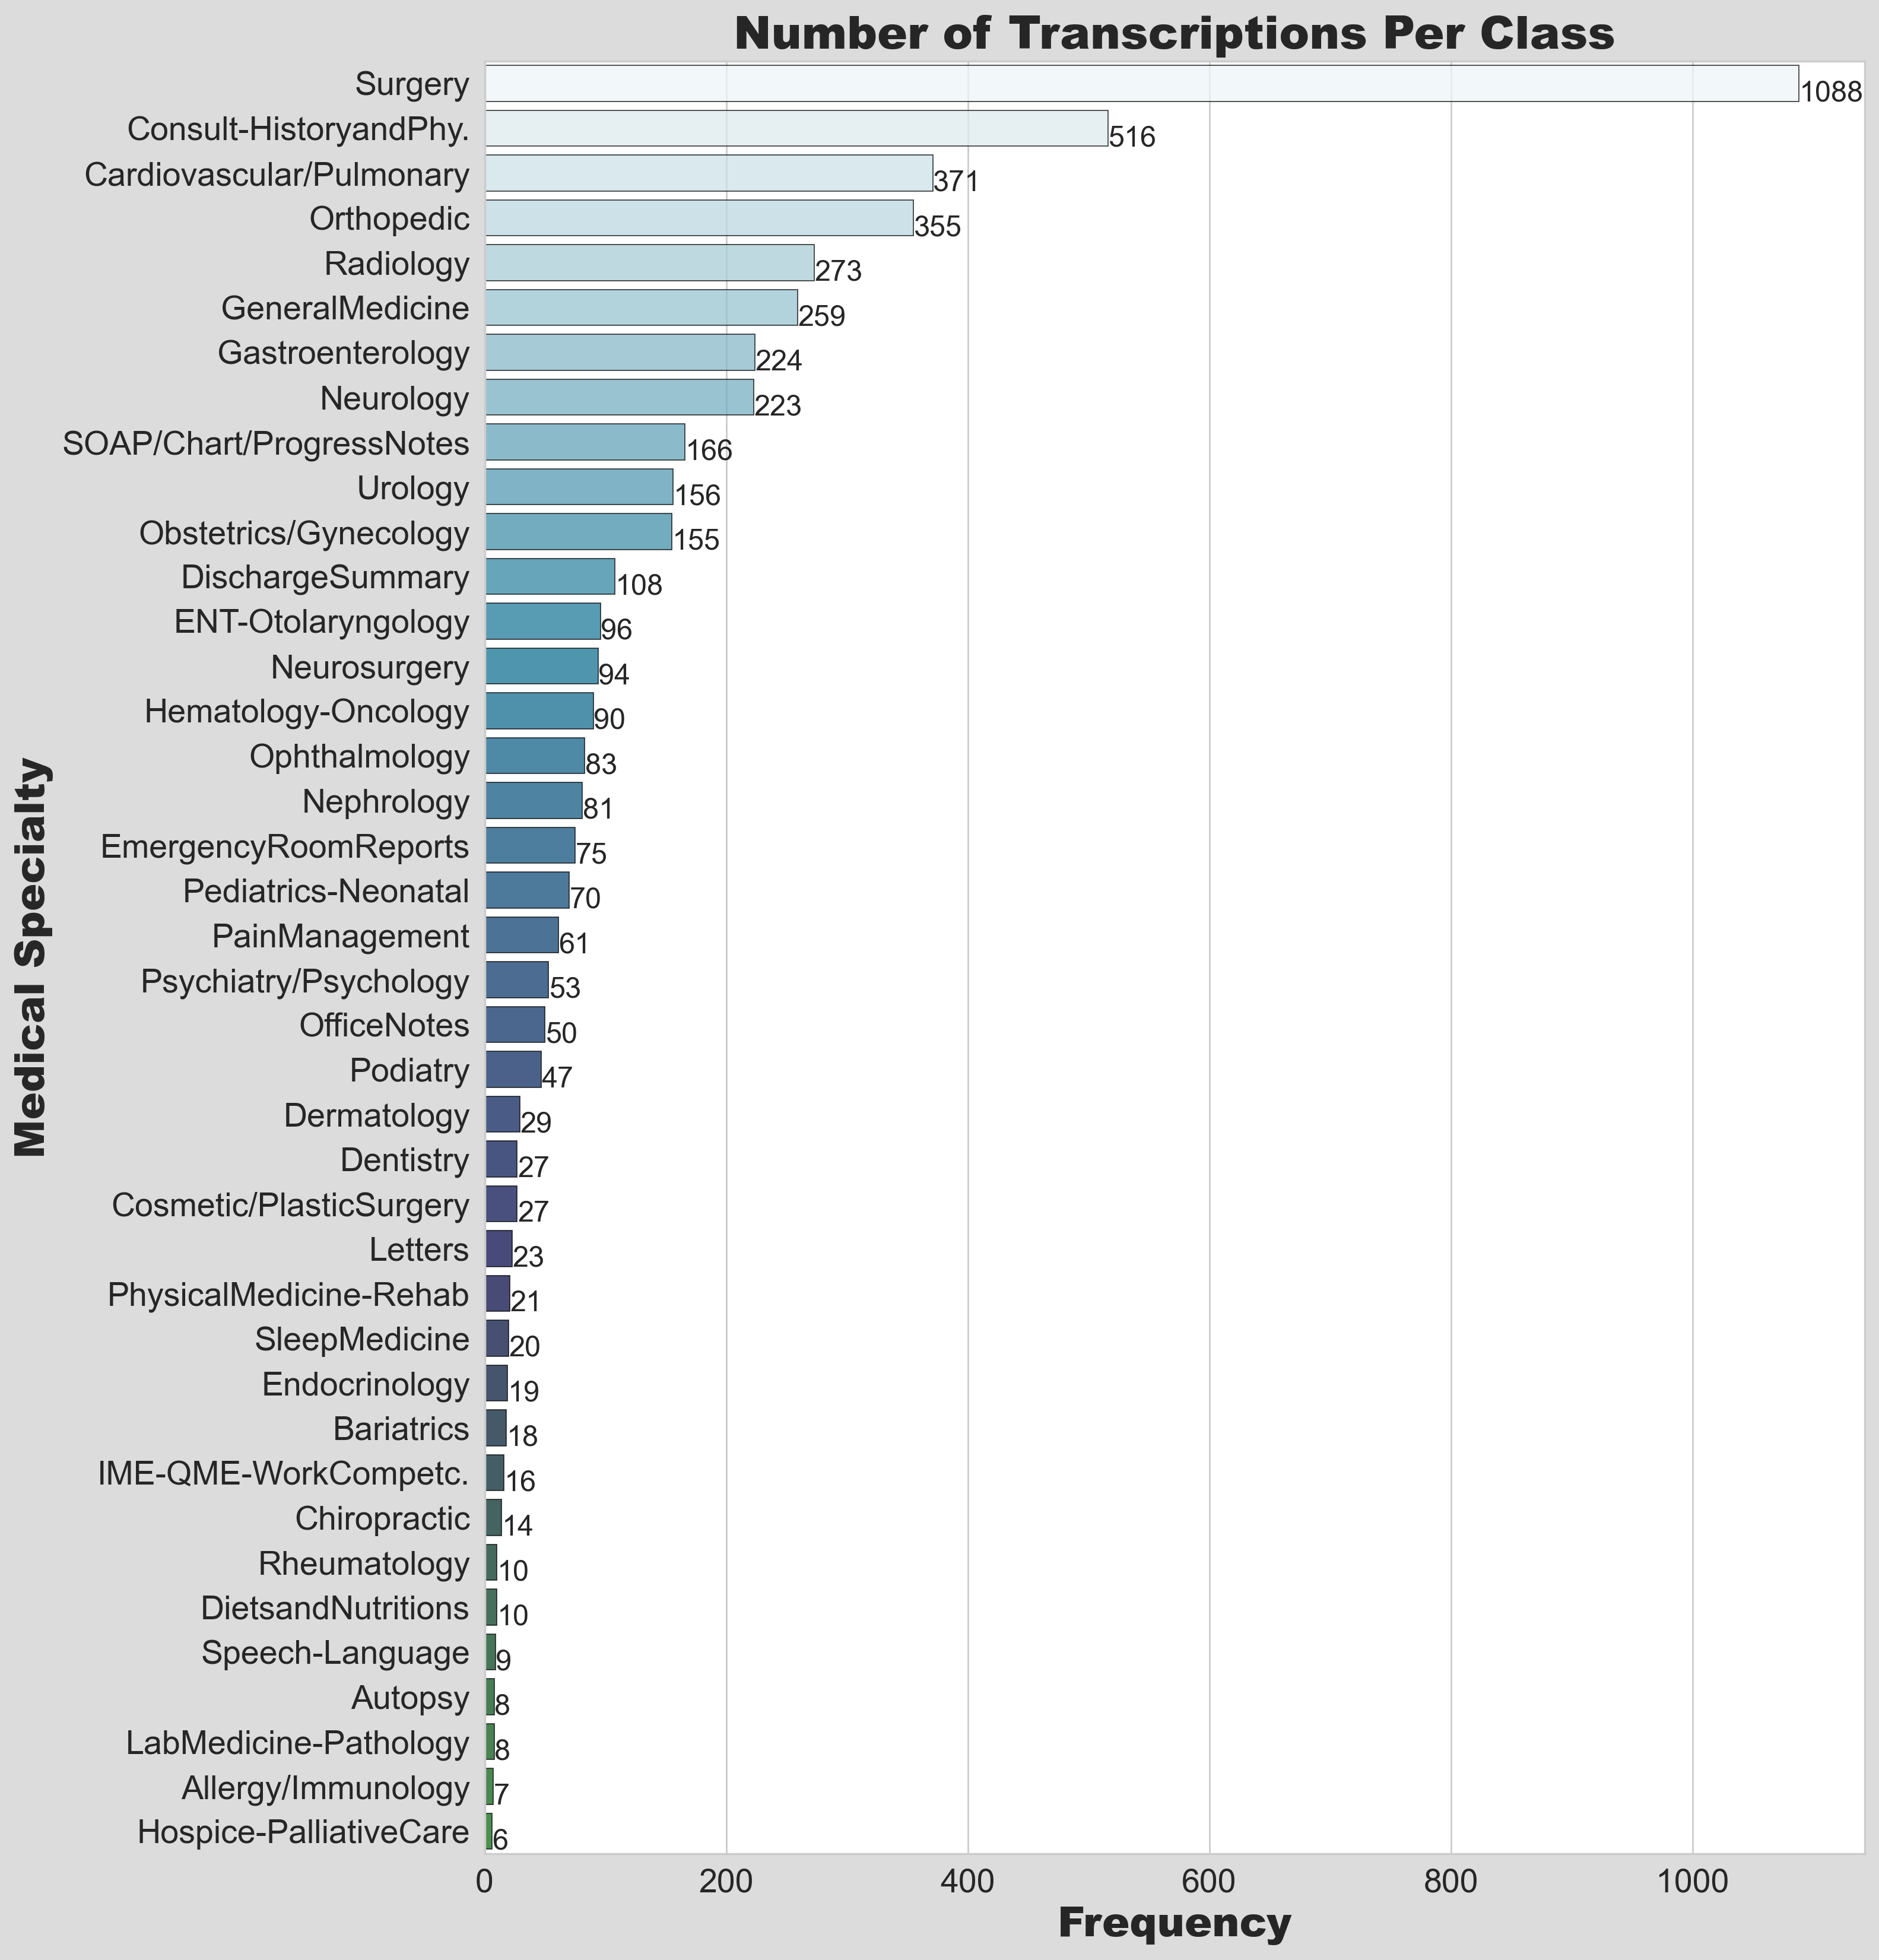 Number of Transcriptions Per Class
Surgery 1088
Consult-HistoryandPhy. 516
Cardiovascular/Pulmonary 371
Orthopedic 355
Radiology 273
GeneralMedicine 259
Gastroenterology 224
Neurology 223
SOAP/Chart/ProgressNotes 166
Urology 156
Obstetrics/Gynecology 155
DischargeSummary 108
ENT-Otolaryngology 96
Neurosurgery 94
Hematology-Oncology 90
Ophthalmology 83
Nephrology 81
EmergencyRoomReports 75
Pediatrics-Neonatal 70
PainManagement 61
Psychiatry/Psychology 53
OfficeNotes 50
Podiatry 47
Dermatology 29
Dentistry 27
Cosmetic/PlasticSurgery 27
Letters 23
PhysicalMedicine-Rehab 21
SleepMedicine 20
Endocrinology 19
Bariatrics 18
IME-QME-WorkCompetc. 16
Chiropractic 14
Rheumatology 10
DietsandNutritions 10
Speech-Language 9
Autopsy 8
LabMedicine-Pathology 8
Allergy/Immunology 7
Hospice-PalliativeCare 6
0 200 400 600 800 1000
Frequency
Medical Specialty